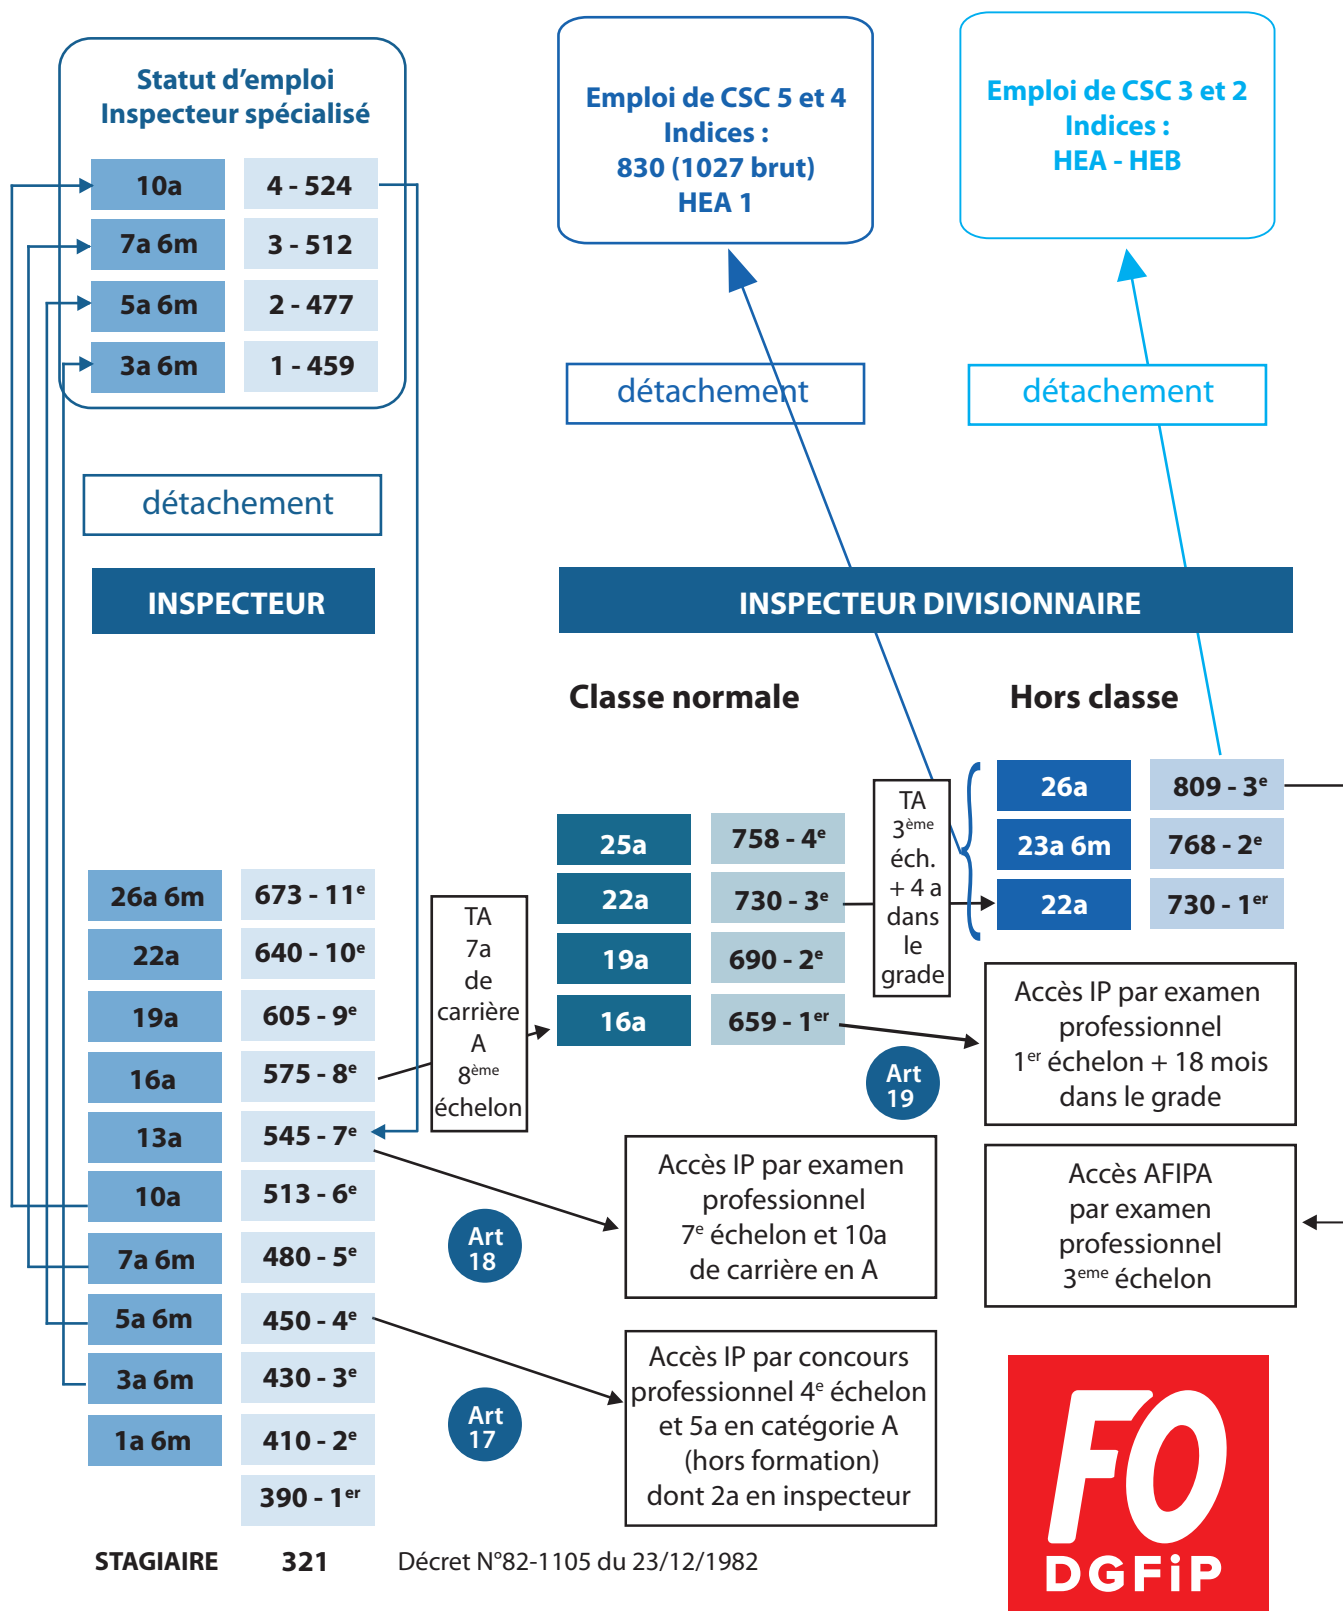 Statut d'emploi
Inspecteur spécialisé
10a 4 - 524
7a 6m 3 - 512
5a 6m 2 - 477
3a 6m 1 - 459
détachement
INSPECTEUR
Emploi de CSC 5 et 4
Indices :
830 (1027 brut)
HEA 1
Emploi de CSC 3 et 2
Indices :
HEA - HEB
détachement
détachement
INSPECTEUR DIVISIONNAIRE
Classe normale
Hors classe
26a 6m 673 - 11e
22a 640 - 10e
19a 605 - 9e
16a 575 - 8e
13a 545 - 7e
10a 513 - 6e
7a 6m 480 - 5e
5a 6m 450 - 4e
3a 6m 430 - 3e
1a 6m 410 - 2e
390 - 1er
TA
7a
de
carrière
A
8ème
échelon
25a 758 - 4e
22a 730 - 3e
19a 690 - 2e
16a 659 - 1er
TA
3ème
éch.
+ 4 a
dans
le
grade
26a 809 - 3e
23a 6m 768 - 2e
22a 730 - 1er
Art
19
Accès IP par examen
professionnel
1er échelon + 18 mois
dans le grade
Art
18
Accès IP par examen
professionnel
7e échelon et 10a
de carrière en A
Accès AFIPA
par examen
professionnel
3eme échelon
Art
17
Accès IP par concours
professionnel 4e échelon
et 5a en catégorie A
(hors formation)
dont 2a en inspecteur
STAGIAIRE 321 Décret N°82-1105 du 23/12/1982
FO
DGFiP